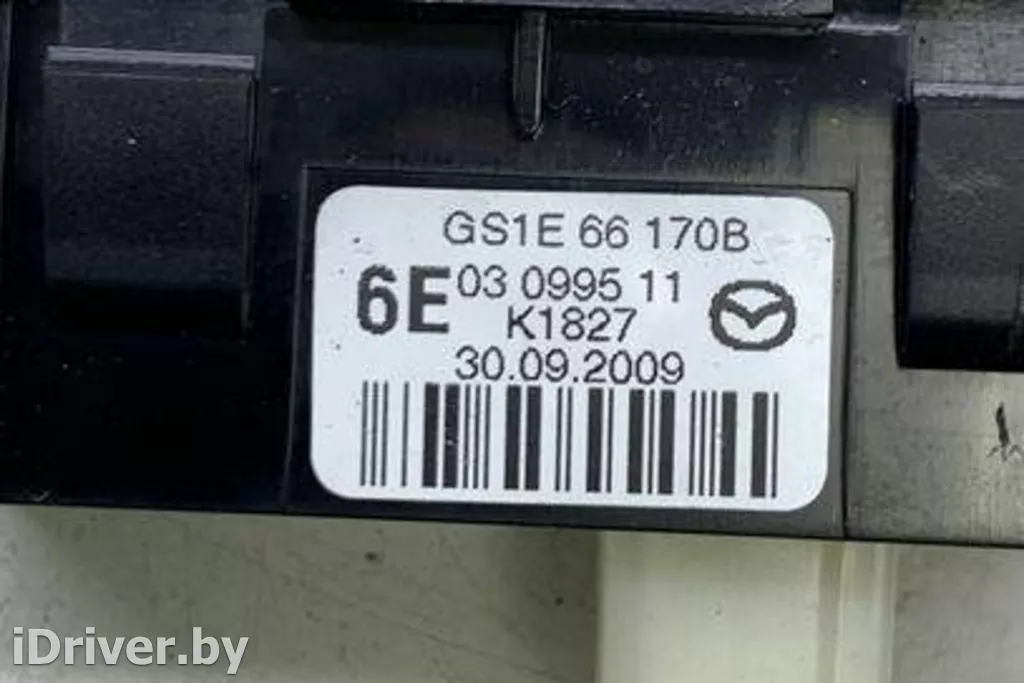 GS1E 66 170B
6E 03 0995 11
K1827
30.09.2009
iDriver.by